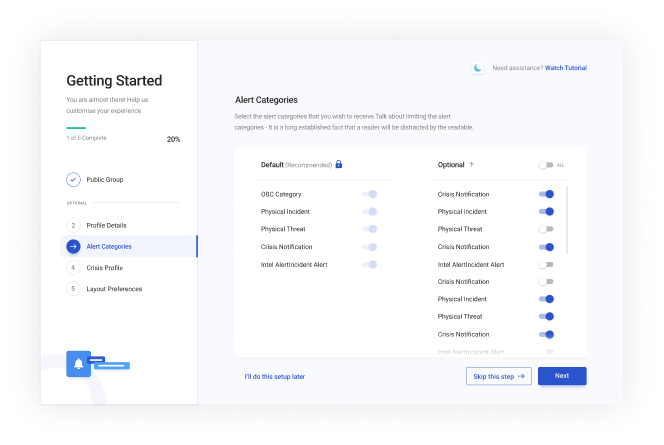 Getting Started
You are almost there! Help us
customise your experience
1 of 5 Complete
20%
Public Group
OPTIONAL
2 Profile Details
Alert Categories
4 Crisis Profile
5 Layout Preferences
Need assistance? Watch Tutorial
Alert Categories
Select the alert categories that you wish to receive.Talk about limiting the alert
categories - It is a long established fact that a reader will be distracted by the readable.
Default (Recommended)
OBC Category
Physical Incident
Physical Threat
Crisis Notification
Intel AlertIncident Alert
Optional ↑
ALL
Crisis Notification
Physical Incident
Physical Threat
Crisis Notification
Intel AlertIncident Alert
Crisis Notification
Physical Incident
Physical Threat
Crisis Notification
Intel AlertIncident Alert
I'll do this setup later
Skip this step →
Next